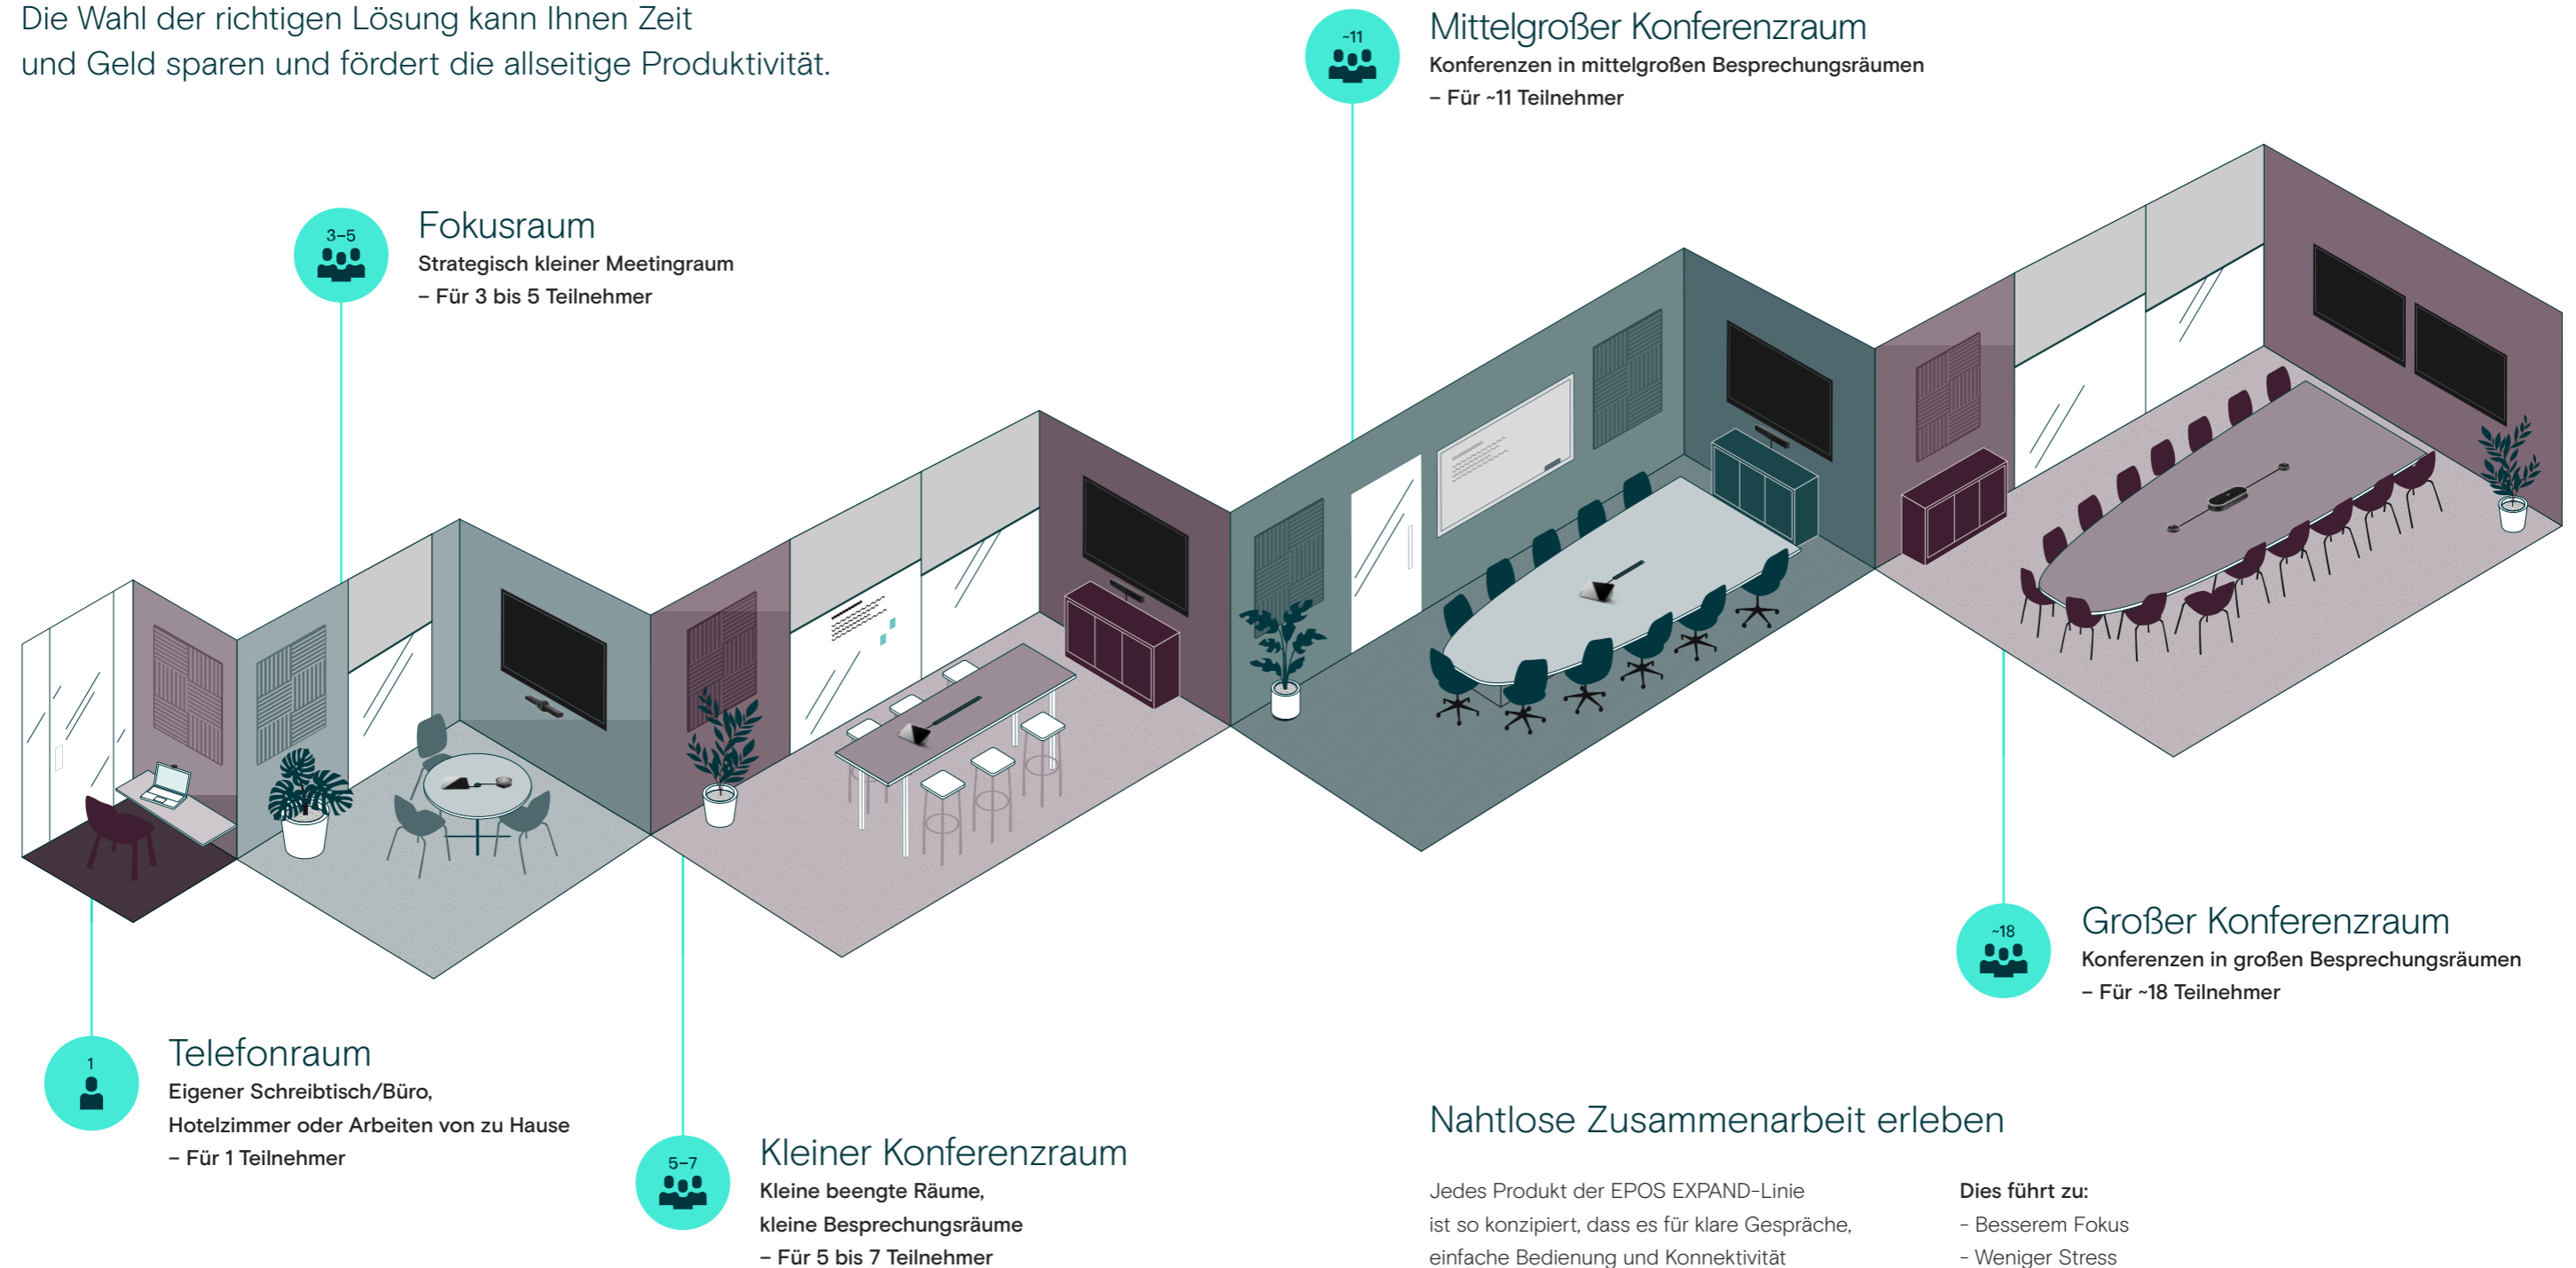 Die Wahl der richtigen Lösung kann Ihnen Zeit
und Geld sparen und fördert die allseitige Produktivität.
~11
Mittelgroßer Konferenzraum
Konferenzen in mittelgroßen Besprechungsräumen
– Für ~11 Teilnehmer
3–5
Fokusraum
Strategisch kleiner Meetingraum
– Für 3 bis 5 Teilnehmer
~18
Großer Konferenzraum
Konferenzen in großen Besprechungsräumen
– Für ~18 Teilnehmer
1
Telefonraum
Eigener Schreibtisch/Büro,
Hotelzimmer oder Arbeiten von zu Hause
– Für 1 Teilnehmer
5–7
Kleiner Konferenzraum
Kleine beengte Räume,
kleine Besprechungsräume
– Für 5 bis 7 Teilnehmer
Nahtlose Zusammenarbeit erleben
Jedes Produkt der EPOS EXPAND-Linie
ist so konzipiert, dass es für klare Gespräche,
einfache Bedienung und Konnektivität
Dies führt zu:
- Besserem Fokus
- Weniger Stress